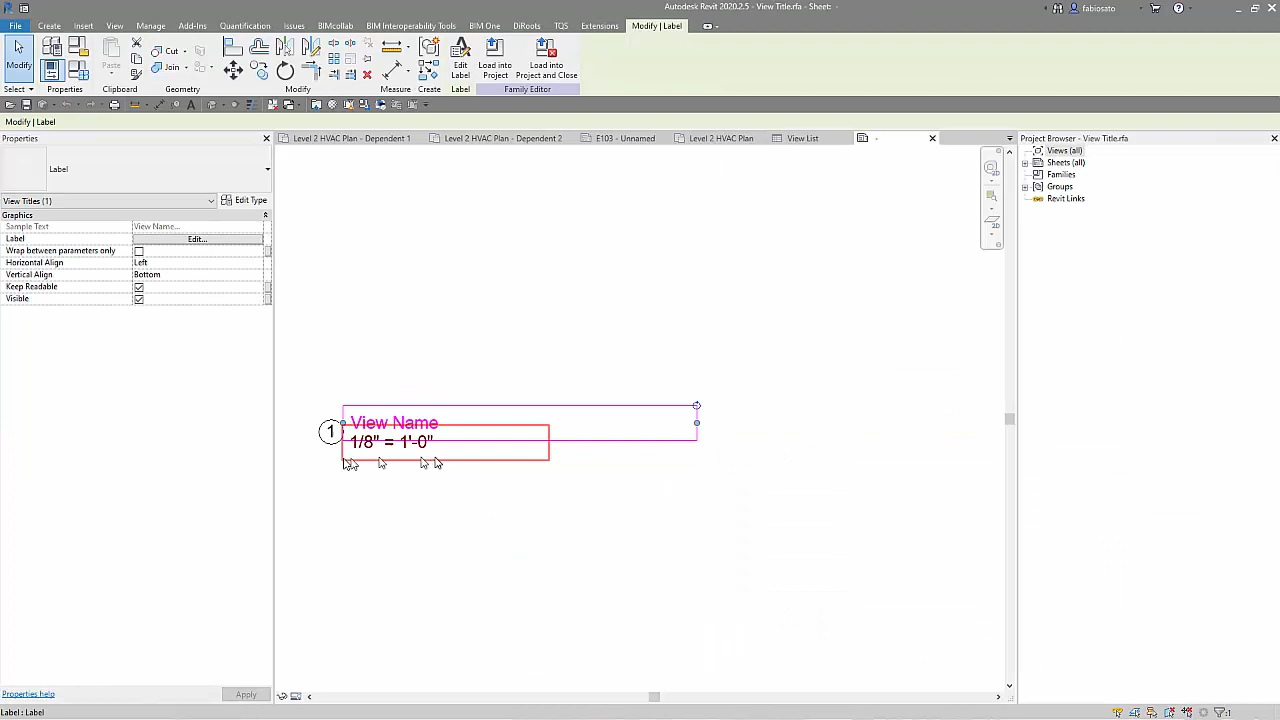 Autodesk Revit 2020.2.5 - View Title.rfa - Sheet: -
fabiosato
File Create Insert View Manage Add-Ins Quantification Issues BIMcollab BIM Interoperability Tools BIM One DiRoots TQS Extensions Modify | Label
Modify Paste Cut Join Edit Label Load into Project Load into Project and Close
Select Properties Clipboard Geometry Modify Measure Create Label Family Editor
Modify | Label
Properties
Level 2 HVAC Plan - Dependent 1
Level 2 HVAC Plan - Dependent 2
E103 - Unnamed
Level 2 HVAC Plan
View List
-
Project Browser - View Title.rfa
Label
View Titles (1)
Edit Type
Graphics
Sample Text View Name...
Label Edit...
Wrap between parameters only
Horizontal Align Left
Vertical Align Bottom
Keep Readable
Visible
Views (all)
Sheets (all)
Families
Groups
Revit Links
2D
2D
1
View Name
1/8" = 1'-0"
Properties help
Apply
Label : Label
:1